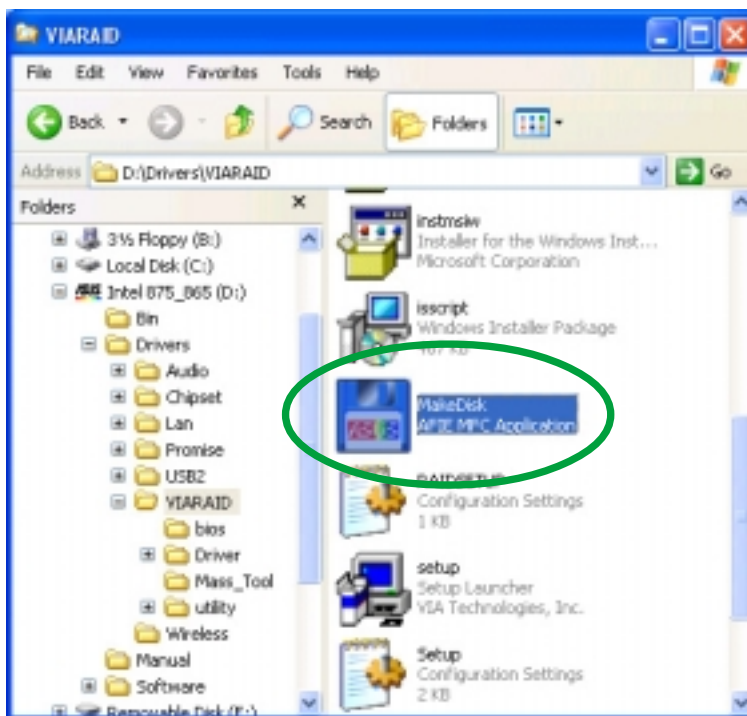 VIARAID
File Edit View Favorites Tools Help
Back Search Folders
Address D:\Drivers\VIARAID Go
Folders
3½ Floppy (B:)
Local Disk (C:)
Intel 875_865 (D:)
Bin
Drivers
Audio
Chipset
Lan
Promise
USB2
VIARAID
bios
Driver
Mass_Tool
utility
Wireless
Manual
Software
Removable Disk (F:)
instmsiw
Installer for the Windows Inst...
Microsoft Corporation
isscript
Windows Installer Package
MakeDisk
MFC Application
RAIDSETUP
Configuration Settings
1 KB
setup
Setup Launcher
VIA Technologies, Inc.
Setup
Configuration Settings
2 KB